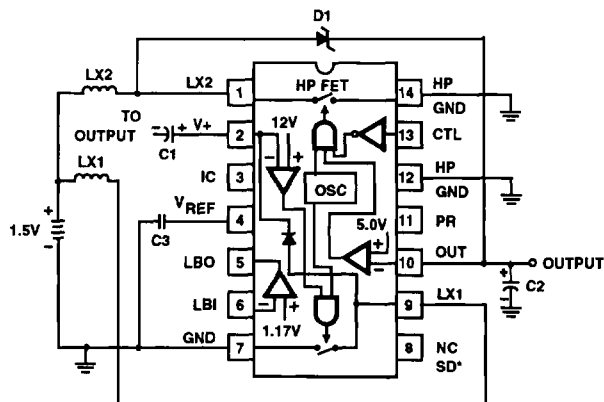 D1
LX2
LX2
1
HP FET
14
HP
GND
TO
OUTPUT
- + V+
C1
2
12V
- +
13
CTL
LX1
IC
3
OSC
12
HP
GND
+
1.5V
-
VREF
C3
4
5.0V
+
-
11
PR
LBO
5
10
OUT
OUTPUT
+
C2
-
LBI
6
- +
1.17V
9
LX1
GND
7
8
NC
SD*